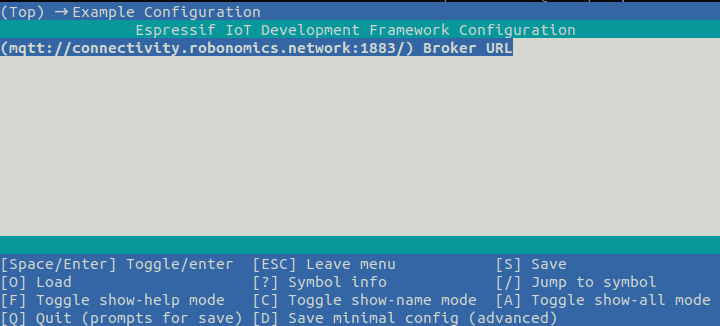 (Top) → Example Configuration
Espressif IoT Development Framework Configuration
(mqtt://connectivity.robonomics.network:1883/) Broker URL
[Space/Enter] Toggle/enter [ESC] Leave menu [S] Save
[O] Load [?] Symbol info [/] Jump to symbol
[F] Toggle show-help mode [C] Toggle show-name mode [A] Toggle show-all mode
[Q] Quit (prompts for save) [D] Save minimal config (advanced)